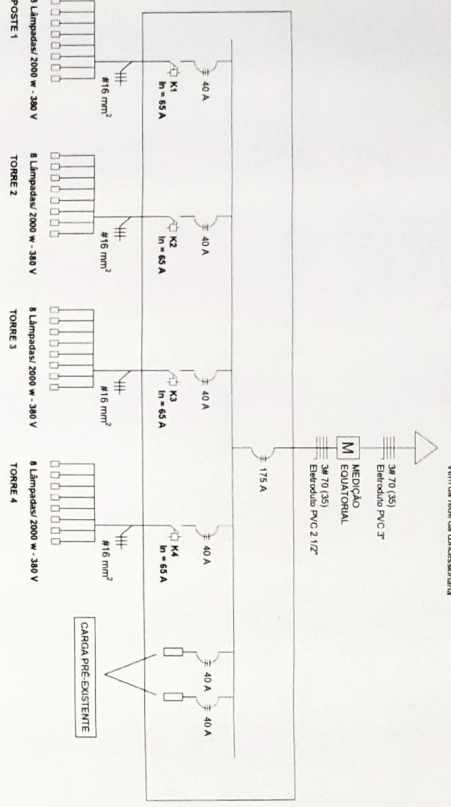 Vem da rede da concessionária
3# 70 (35)
Eletroduto PVC 3"
M
MEDIÇÃO
EQUATORIAL
3# 70 (35)
Eletroduto PVC 2 1/2"
175 A
40 A
40 A
40 A
40 A
40 A
40 A
K1
In = 65 A
K2
In = 65 A
K3
In = 65 A
K4
In = 65 A
CARGA PRÉ-EXISTENTE
#16 mm²
#16 mm²
#16 mm²
#16 mm²
8 Lâmpadas/ 2000 w - 380 V
8 Lâmpadas/ 2000 w - 380 V
8 Lâmpadas/ 2000 w - 380 V
8 Lâmpadas/ 2000 w - 380 V
POSTE 1
TORRE 2
TORRE 3
TORRE 4